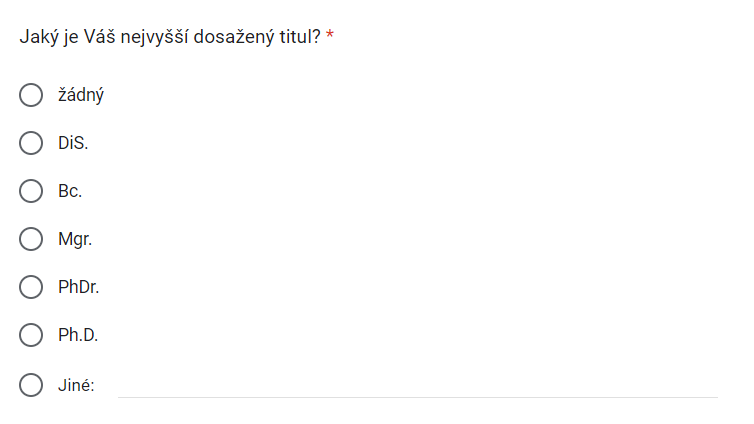 Jaký je Váš nejvyšší dosažený titul? *
žádný
DiS.
Bc.
Mgr.
PhDr.
Ph.D.
Jiné: